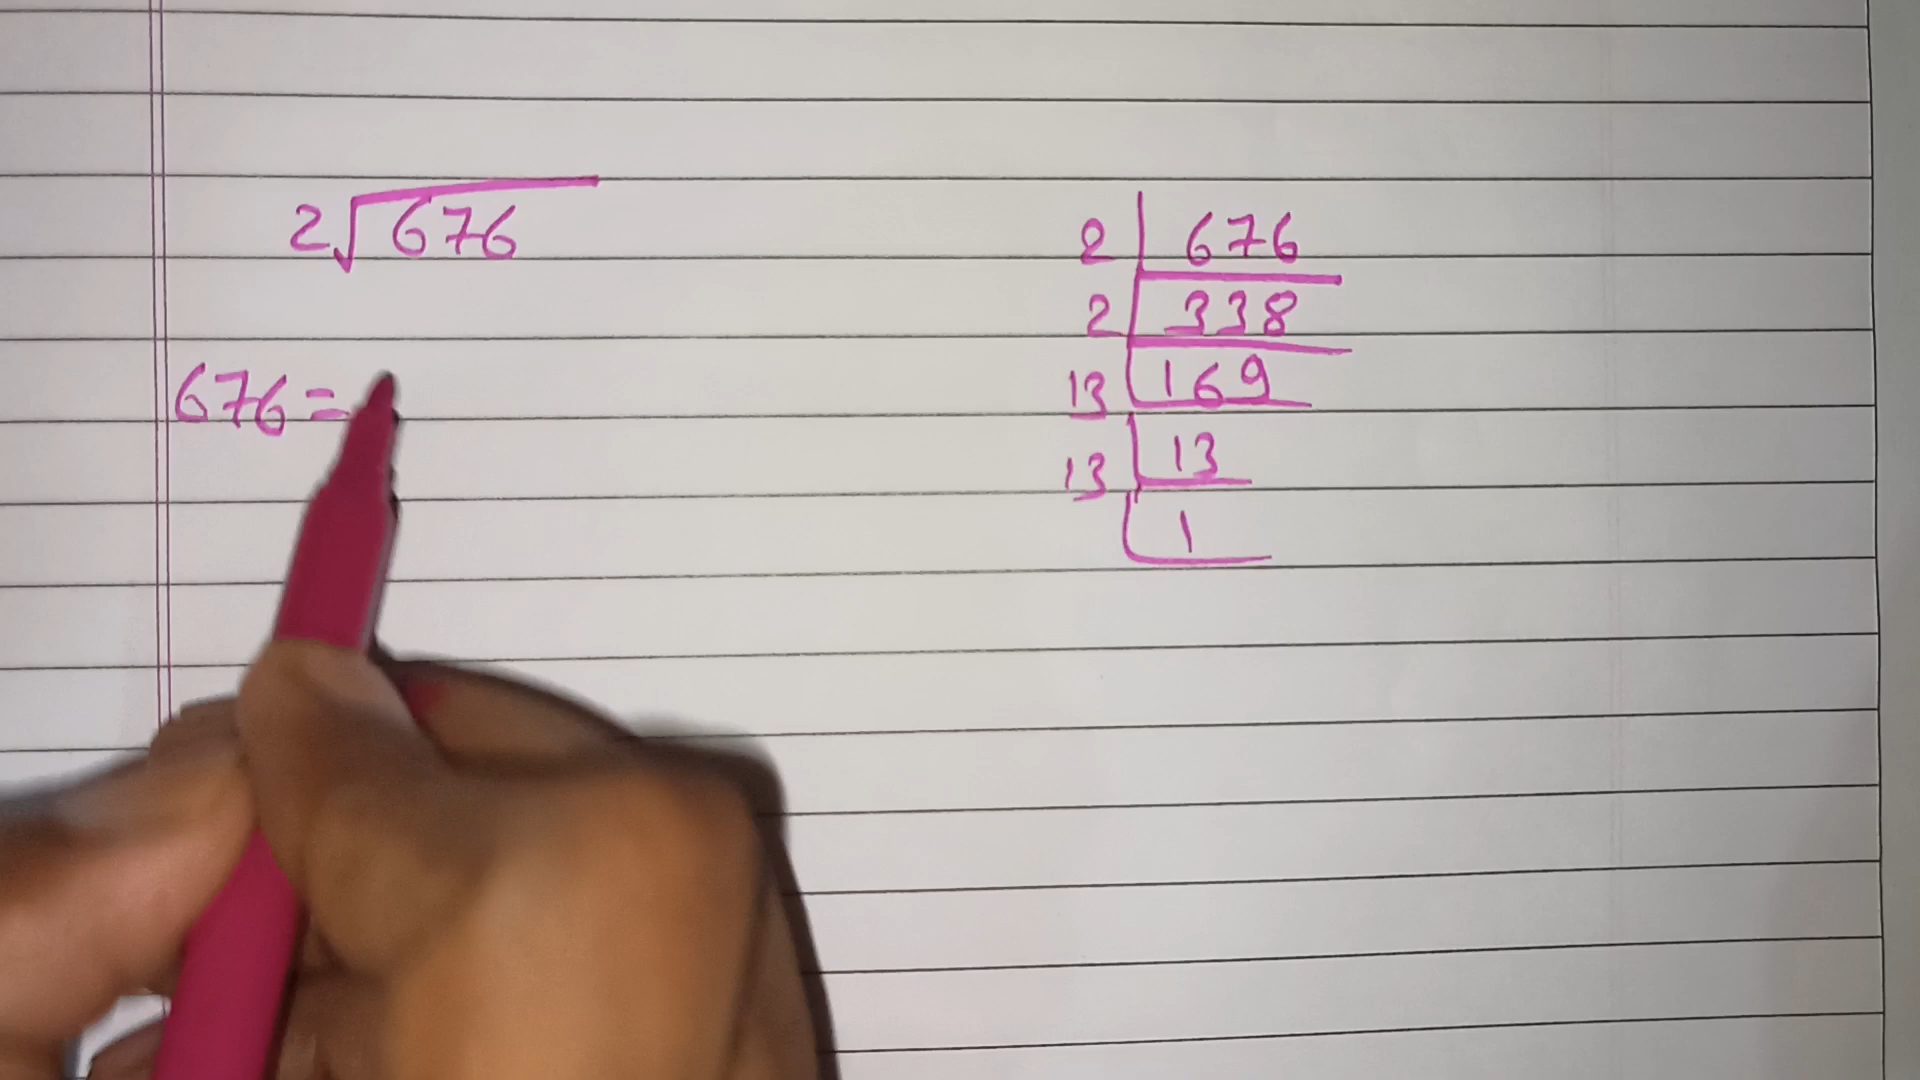 2√676
676=
2 | 676
2 | 338
13 | 169
13 | 13
1